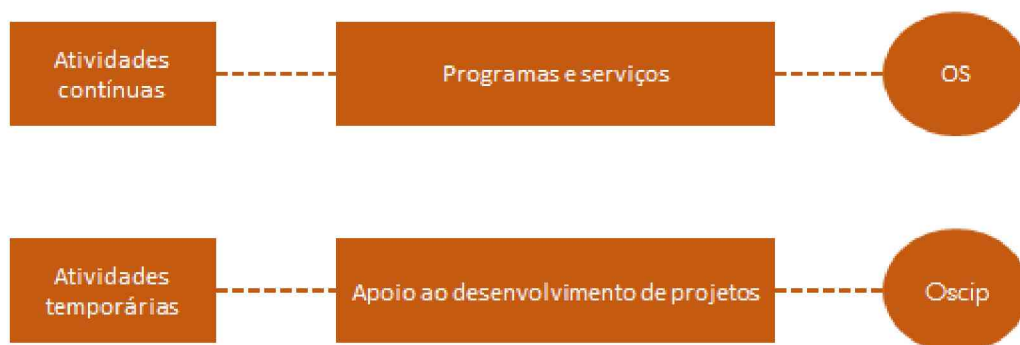 Atividades
contínuas
Programas e serviços
OS
Atividades
temporárias
Apoio ao desenvolvimento de projetos
Oscip